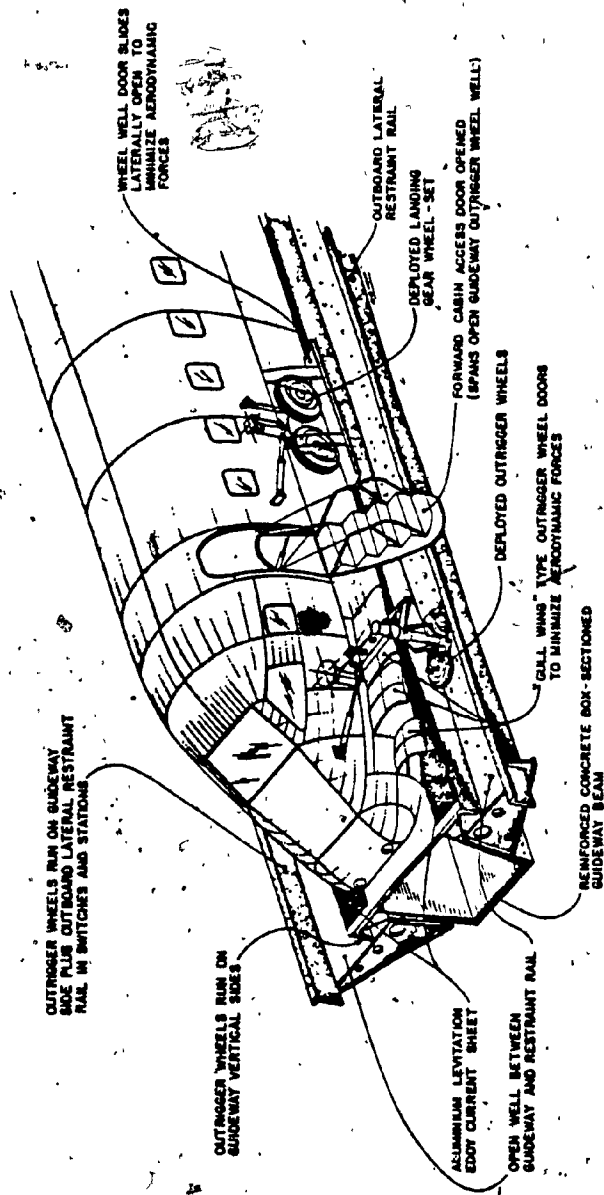 OUTRIGGER WHEELS RUN ON GUIDEWAY
SIDE PLUS OUTBOARD LATERAL RESTRAINT
RAIL IN SWITCHES AND STATIONS
WHEEL WELL DOOR SLIDES
LATERALLY OPEN TO
MINIMIZE AERODYNAMIC
FORCES
OUTRIGGER WHEELS RUN ON
GUIDEWAY VERTICAL SIDES
OUTBOARD LATERAL
RESTRAINT RAIL
DEPLOYED LANDING
GEAR WHEEL-SET
ALUMINIUM LEVITATION
EDDY CURRENT SHEET
FORWARD CABIN ACCESS DOOR OPENED
(SPANS OPEN GUIDEWAY OUTRIGGER WHEEL WELL)
DEPLOYED OUTRIGGER WHEELS
OPEN WELL BETWEEN
GUIDEWAY AND RESTRAINT RAIL
"GULL WING" TYPE OUTRIGGER WHEEL DOORS
TO MINIMIZE AERODYNAMIC FORCES
REINFORCED CONCRETE BOX-SECTIONED
GUIDEWAY BEAM